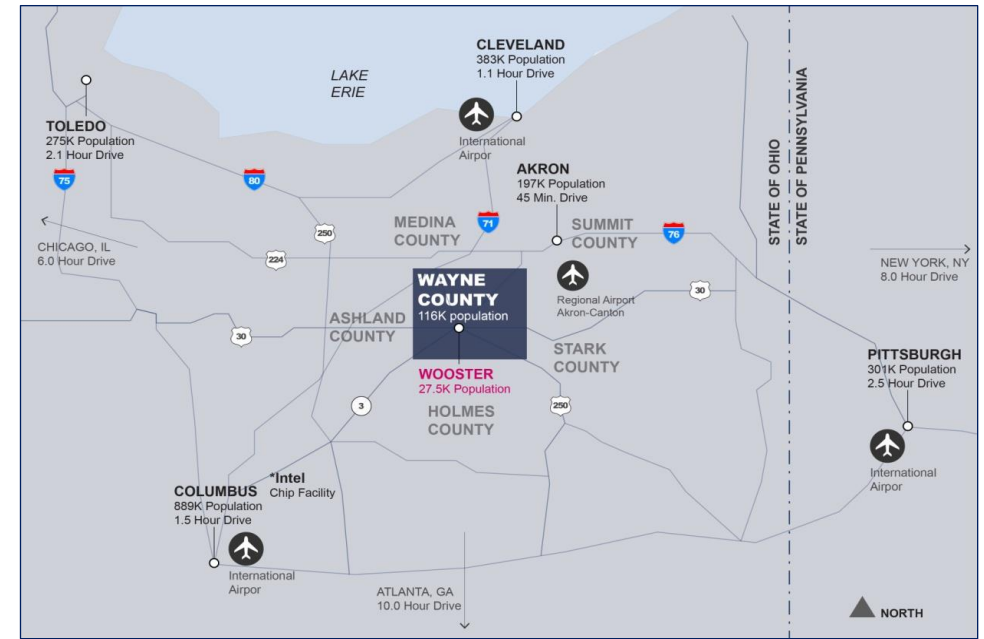 CLEVELAND
383K Population
1.1 Hour Drive
LAKE
ERIE
TOLEDO
275K Population
2.1 Hour Drive
International
Airpor
AKRON
197K Population
45 Min. Drive
STATE OF OHIO
STATE OF PENNSYLVANIA
75
80
71
76
250
224
MEDINA
COUNTY
SUMMIT
COUNTY
CHICAGO, IL
6.0 Hour Drive
NEW YORK, NY
8.0 Hour Drive
WAYNE
COUNTY
116K population
Regional Airport
Akron-Canton
30
30
ASHLAND
COUNTY
STARK
COUNTY
WOOSTER
27.5K Population
PITTSBURGH
301K Population
2.5 Hour Drive
3
250
HOLMES
COUNTY
International
Airpor
*Intel
Chip Facility
COLUMBUS
889K Population
1.5 Hour Drive
International
Airpor
ATLANTA, GA
10.0 Hour Drive
NORTH